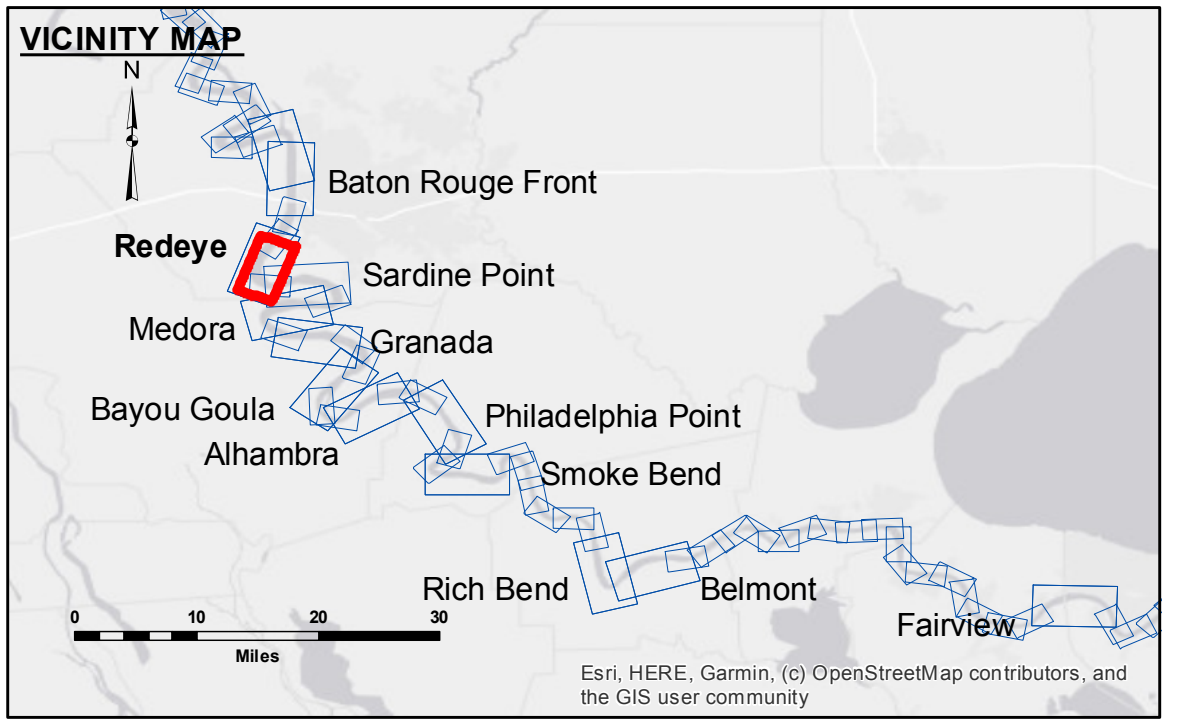 VICINITY MAP
N
Baton Rouge Front
Redeye
Sardine Point
Medora
Granada
Bayou Goula
Philadelphia Point
Alhambra
Smoke Bend
Rich Bend
Belmont
Fairview
0 10 20 30
Miles
Esri, HERE, Garmin, (c) OpenStreetMap contributors, and
the GIS user community